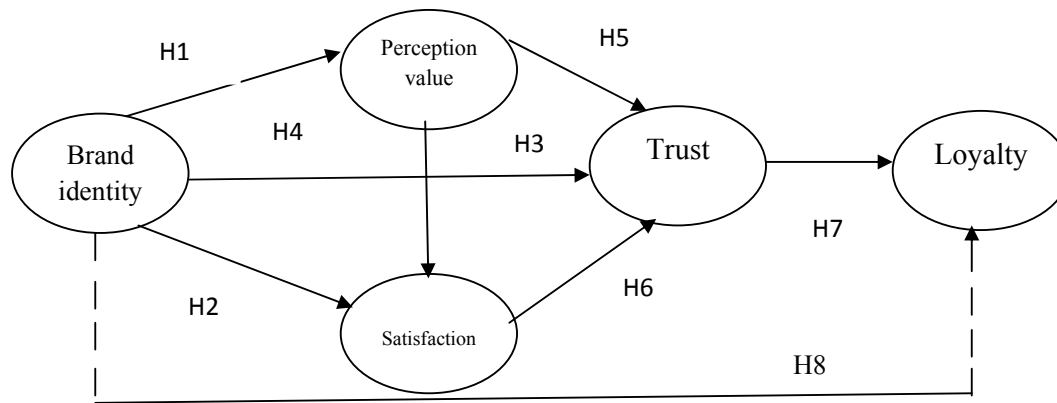 H1
Perception
value
H5
H4
H3
Brand
identity
Trust
Loyalty
H7
H2
H6
Satisfaction
H8